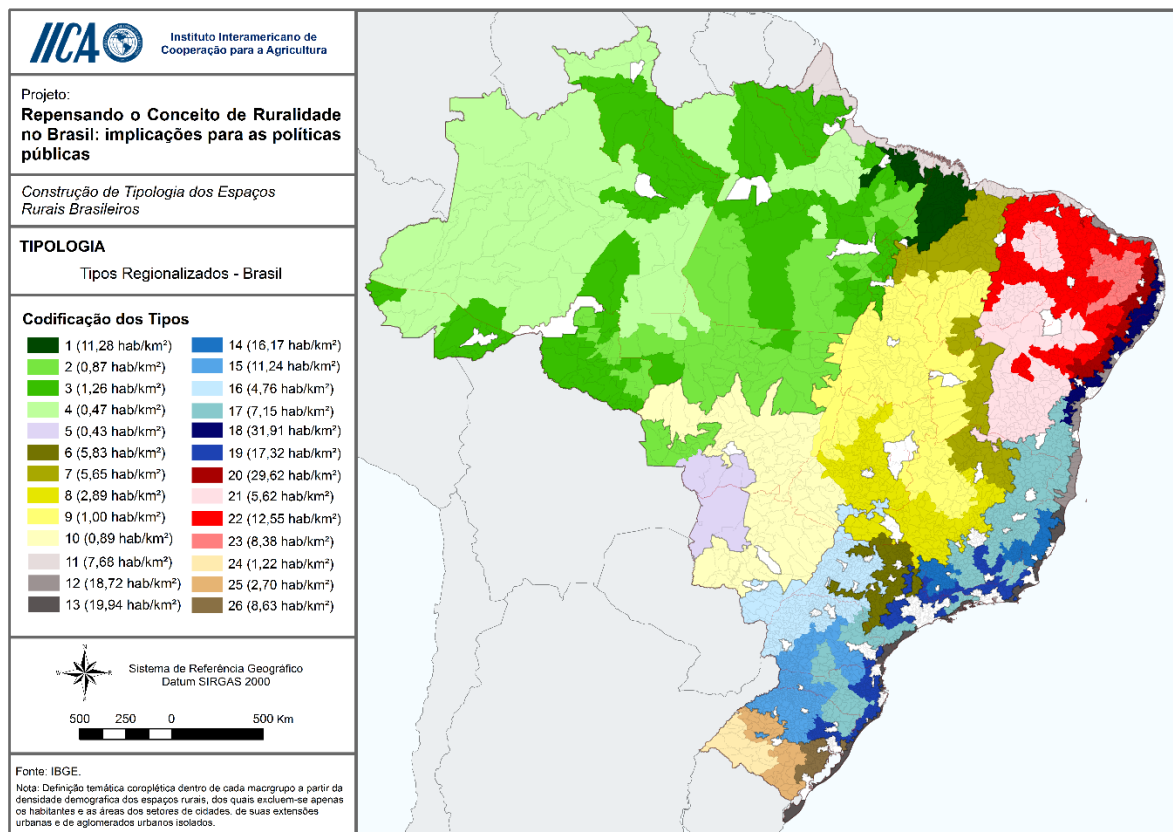 IICA
Instituto Interamericano de
Cooperação para a Agricultura
Projeto:
Repensando o Conceito de Ruralidade
no Brasil: implicações para as políticas
públicas
Construção de Tipologia dos Espaços
Rurais Brasileiros
TIPOLOGIA
Tipos Regionalizados - Brasil
Codificação dos Tipos
1 (11,28 hab/km²)
2 (0,87 hab/km²)
3 (1,26 hab/km²)
4 (0,47 hab/km²)
5 (0,43 hab/km²)
6 (5,83 hab/km²)
7 (5,65 hab/km²)
8 (2,89 hab/km²)
9 (1,00 hab/km²)
10 (0,89 hab/km²)
11 (7,68 hab/km²)
12 (18,72 hab/km²)
13 (19,94 hab/km²)
14 (16,17 hab/km²)
15 (11,24 hab/km²)
16 (4,76 hab/km²)
17 (7,15 hab/km²)
18 (31,91 hab/km²)
19 (17,32 hab/km²)
20 (29,62 hab/km²)
21 (5,62 hab/km²)
22 (12,55 hab/km²)
23 (8,38 hab/km²)
24 (1,22 hab/km²)
25 (2,70 hab/km²)
26 (8,63 hab/km²)
Sistema de Referência Geográfico
Datum SIRGAS 2000
500 250 0 500 Km
Fonte: IBGE.
Nota: Definição temática coroplética dentro de cada macrgrupo a partir da
densidade demografica dos espaços rurais, dos quais excluem-se apenas
os habitantes e as áreas dos setores de cidades, de suas extensões
urbanas e de aglomerados urbanos isolados.